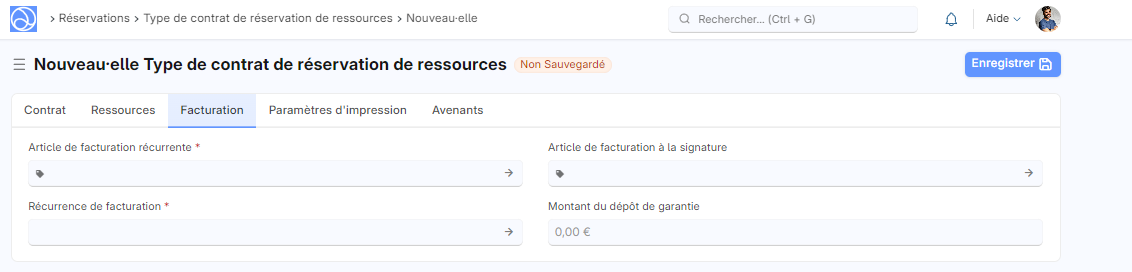 Réservations > Type de contrat de réservation de ressources > Nouveau·elle
Rechercher... (Ctrl + G)
Aide
Nouveau·elle Type de contrat de réservation de ressources
Non Sauvegardé
Enregistrer
Contrat Ressources Facturation Paramètres d'impression Avenants
Article de facturation récurrente *
Article de facturation à la signature
Récurrence de facturation *
Montant du dépôt de garantie
0,00 €